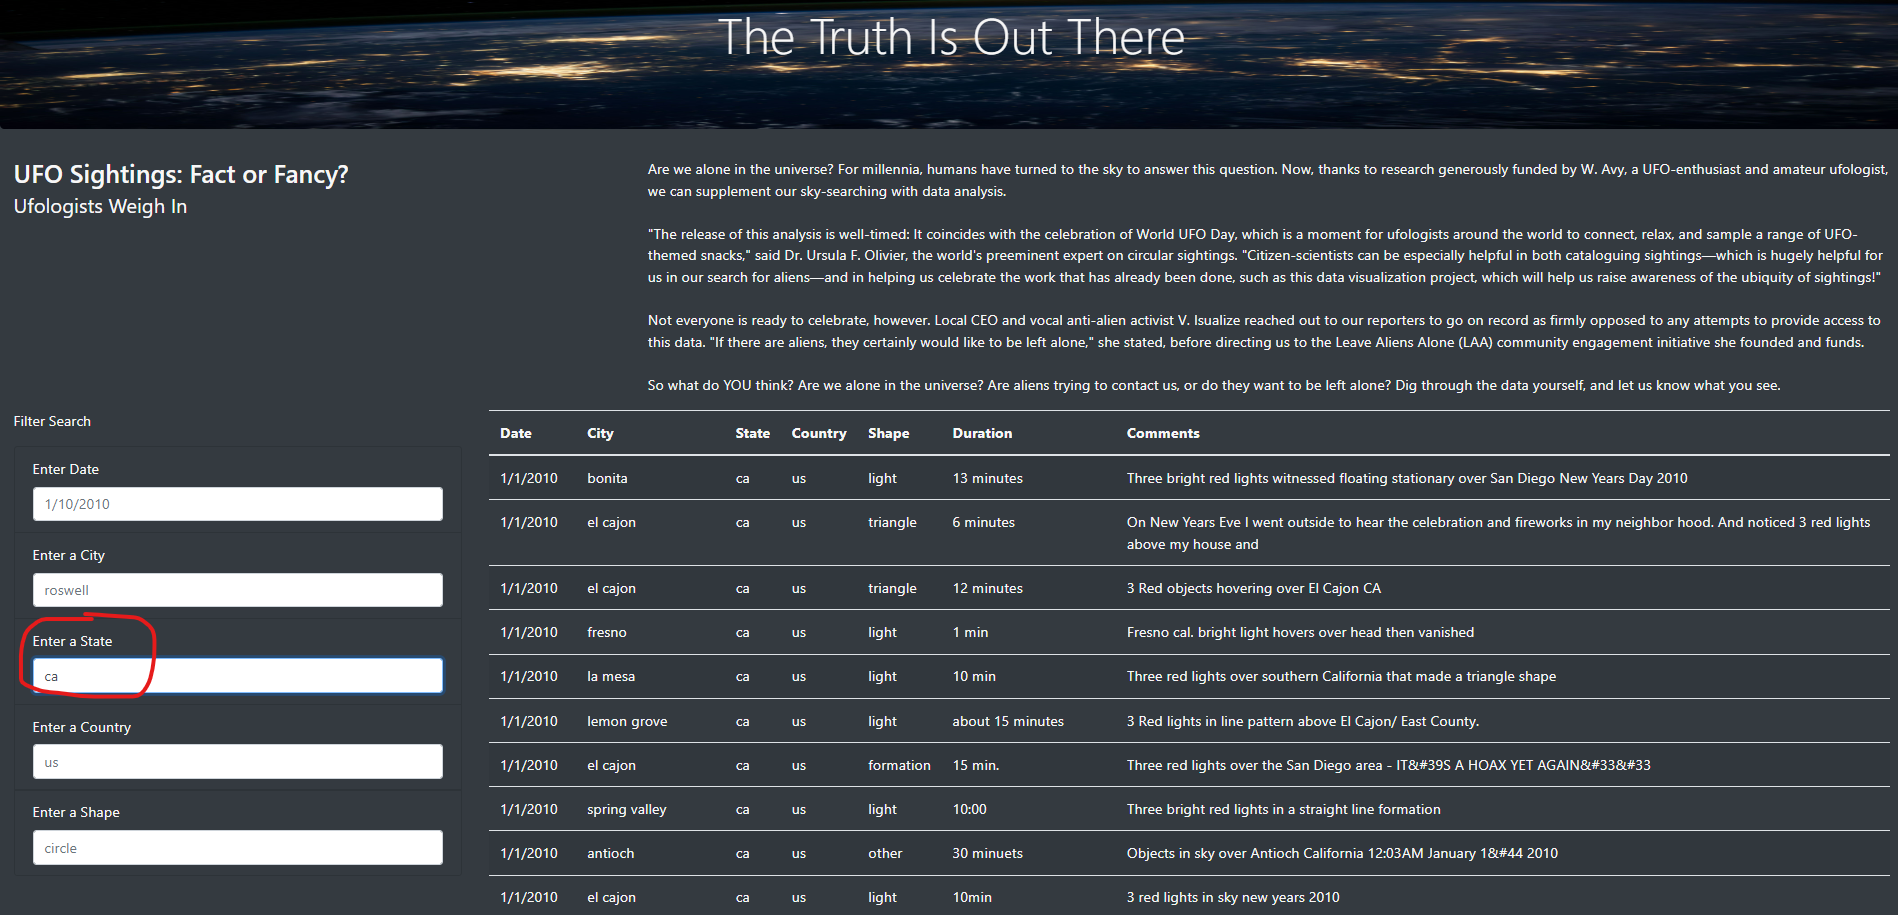 The Truth Is Out There
UFO Sightings: Fact or Fancy?
Ufologists Weigh In
Are we alone in the universe? For millennia, humans have turned to the sky to answer this question. Now, thanks to research generously funded by W. Avy, a UFO-enthusiast and amateur ufologist,
we can supplement our sky-searching with data analysis.
"The release of this analysis is well-timed: It coincides with the celebration of World UFO Day, which is a moment for ufologists around the world to connect, relax, and sample a range of UFO-
themed snacks," said Dr. Ursula F. Olivier, the world's preeminent expert on circular sightings. "Citizen-scientists can be especially helpful in both cataloguing sightings—which is hugely helpful for
us in our search for aliens—and in helping us celebrate the work that has already been done, such as this data visualization project, which will help us raise awareness of the ubiquity of sightings!"
Not everyone is ready to celebrate, however. Local CEO and vocal anti-alien activist V. Isualize reached out to our reporters to go on record as firmly opposed to any attempts to provide access to
this data. "If there are aliens, they certainly would like to be left alone," she stated, before directing us to the Leave Aliens Alone (LAA) community engagement initiative she founded and funds.
So what do YOU think? Are we alone in the universe? Are aliens trying to contact us, or do they want to be left alone? Dig through the data yourself, and let us know what you see.
Filter Search
Enter Date
1/10/2010
Enter a City
roswell
Enter a State
ca
Enter a Country
us
Enter a Shape
circle
Date City State Country Shape Duration Comments
1/1/2010 bonita ca us light 13 minutes Three bright red lights witnessed floating stationary over San Diego New Years Day 2010
1/1/2010 el cajon ca us triangle 6 minutes On New Years Eve I went outside to hear the celebration and fireworks in my neighbor hood. And noticed 3 red lights
above my house and
1/1/2010 el cajon ca us triangle 12 minutes 3 Red objects hovering over El Cajon CA
1/1/2010 fresno ca us light 1 min Fresno cal. bright light hovers over head then vanished
1/1/2010 la mesa ca us light 10 min Three red lights over southern California that made a triangle shape
1/1/2010 lemon grove ca us light about 15 minutes 3 Red lights in line pattern above El Cajon/ East County.
1/1/2010 el cajon ca us formation 15 min. Three red lights over the San Diego area - IT&#39S A HOAX YET AGAIN&#33&#33
1/1/2010 spring valley ca us light 10:00 Three bright red lights in a straight line formation
1/1/2010 antioch ca us other 30 minuets Objects in sky over Antioch California 12:03AM January 1&#44 2010
1/1/2010 el cajon ca us light 10min 3 red lights in sky new years 2010